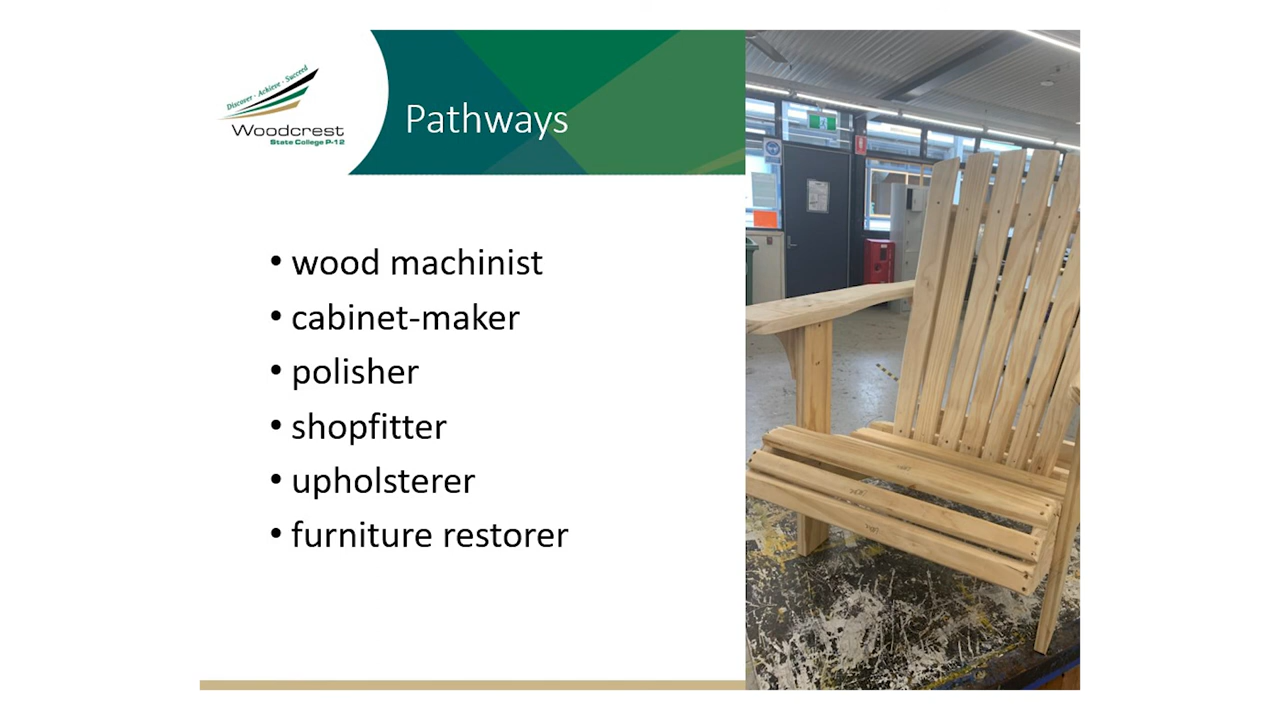 Discover · Achieve · Succeed
Woodcrest
State College P-12
Pathways
• wood machinist
• cabinet-maker
• polisher
• shopfitter
• upholsterer
• furniture restorer